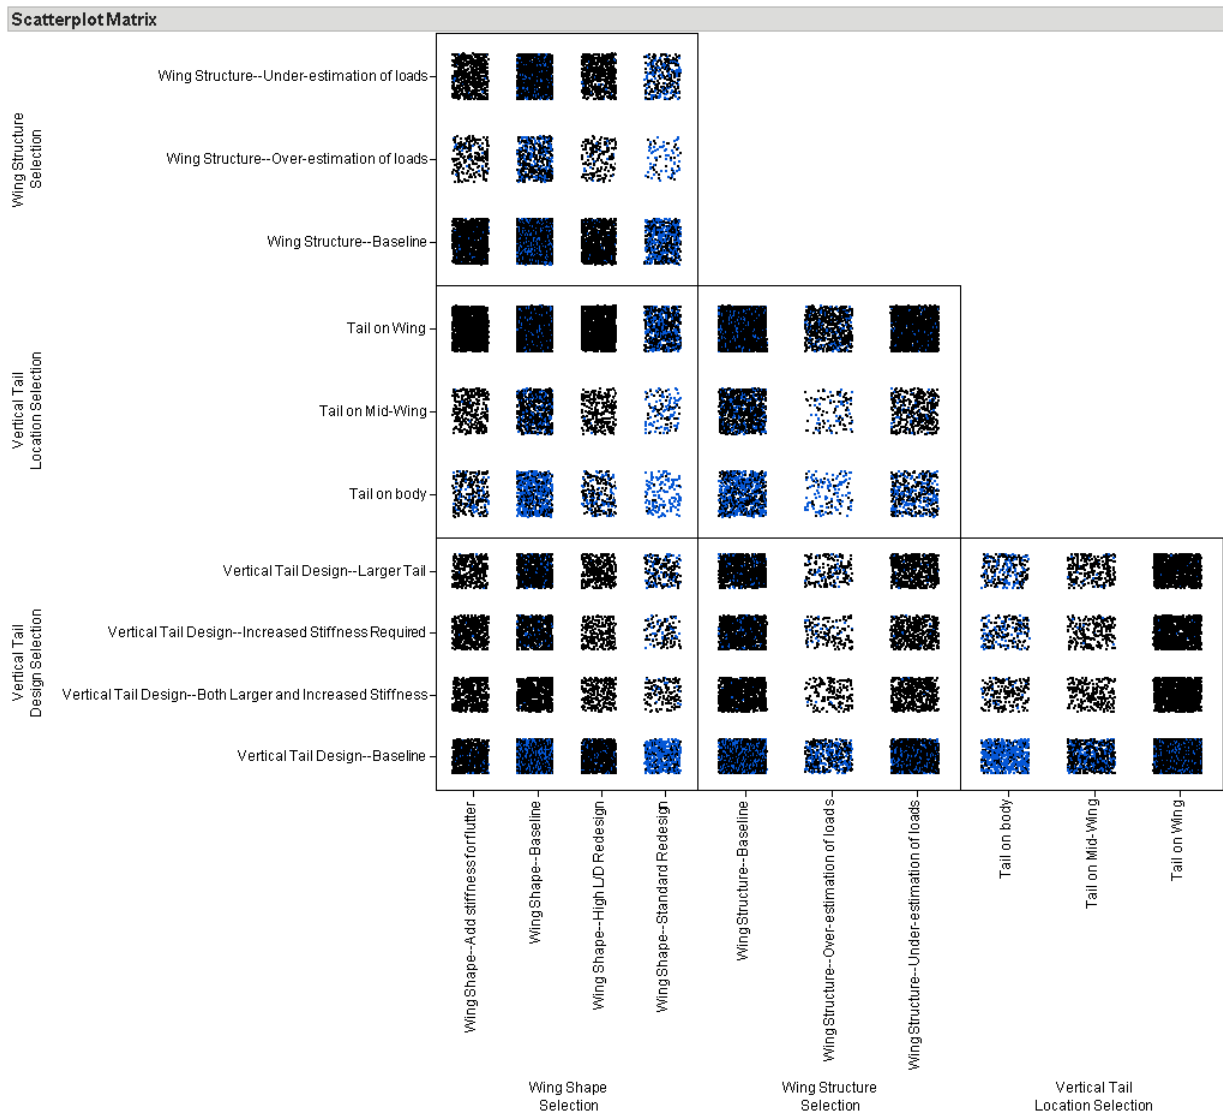 Scatterplot Matrix
Wing Structure
Selection
Wing Structure--Under-estimation of loads
Wing Structure--Over-estimation of loads
Wing Structure--Baseline
Vertical Tail
Location Selection
Tail on Wing
Tail on Mid-Wing
Tail on body
Vertical Tail
Design Selection
Vertical Tail Design--Larger Tail
Vertical Tail Design--Increased Stiffness Required
Vertical Tail Design--Both Larger and Increased Stiffness
Vertical Tail Design--Baseline
Wing Shape--Add stiffness for flutter
Wing Shape--Baseline
Wing Shape--High L/D Redesign
Wing Shape--Standard Redesign
Wing Structure--Baseline
Wing Structure--Over-estimation of loads
Wing Structure--Under-estimation of loads
Tail on body
Tail on Mid-Wing
Tail on Wing
Wing Shape
Selection
Wing Structure
Selection
Vertical Tail
Location Selection